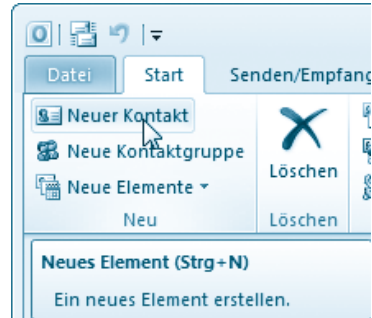 Datei Start Senden/Empfang
Neuer Kontakt
Neue Kontaktgruppe
Neue Elemente
Löschen
Neu Löschen
Neues Element (Strg+N)
Ein neues Element erstellen.